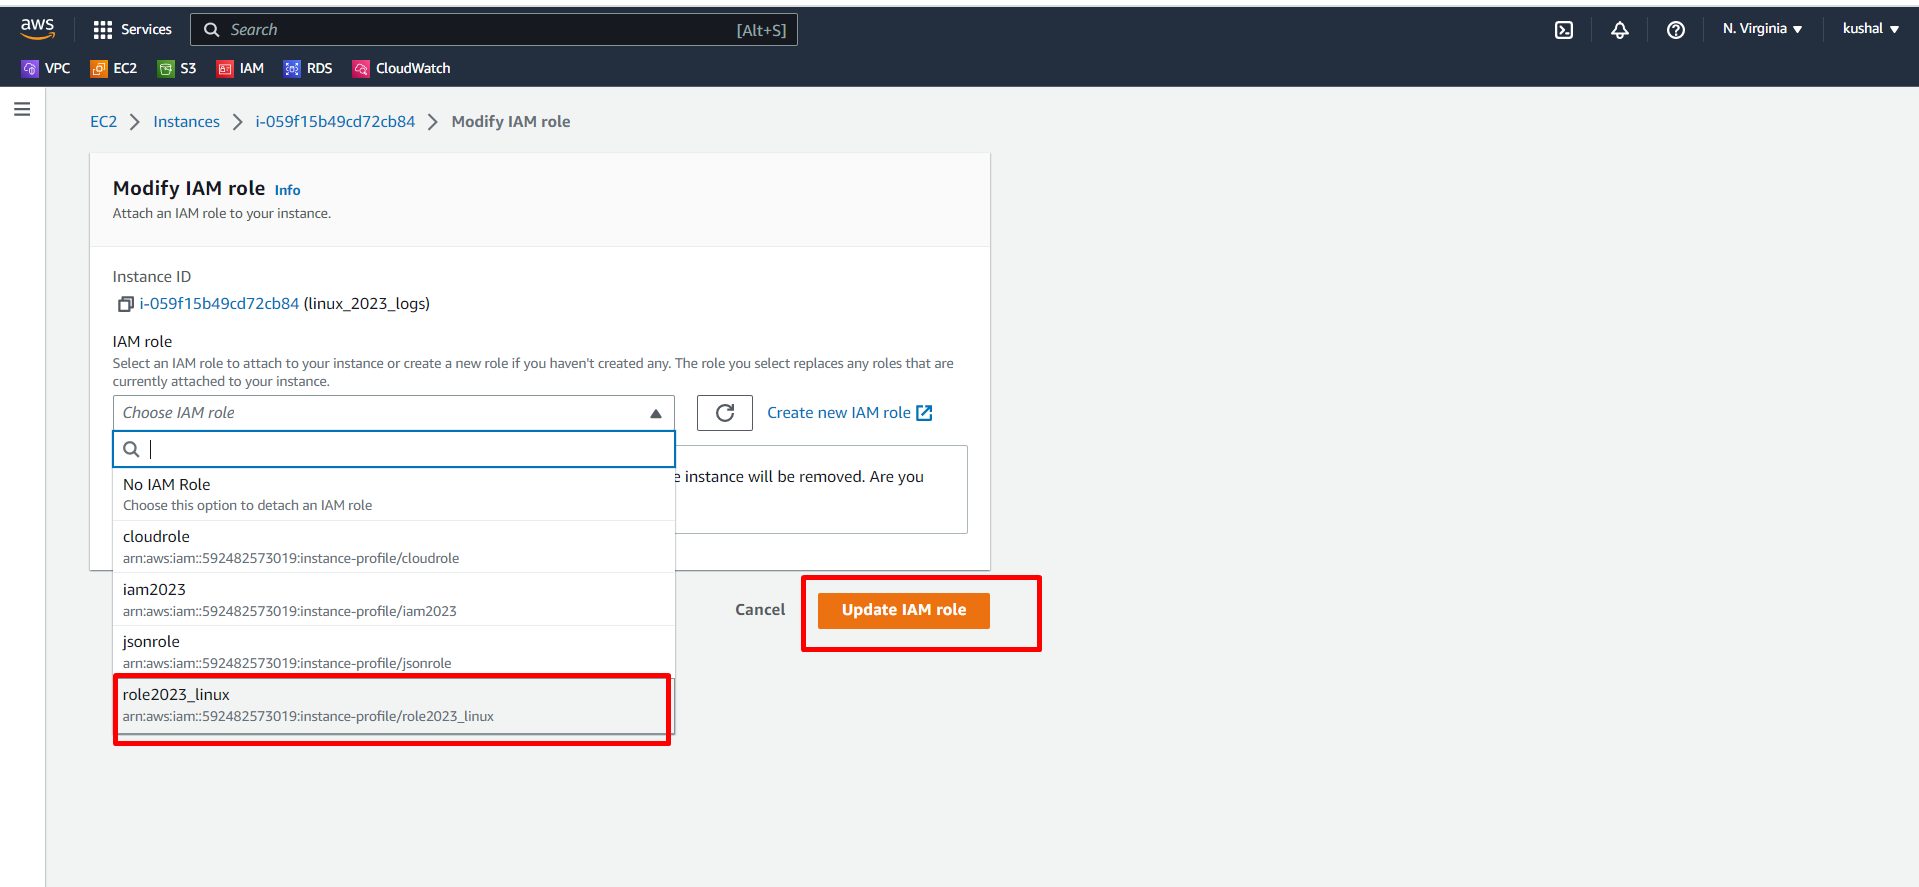 aws
Services
Search
[Alt+S]
N. Virginia
kushal
VPC
EC2
S3
IAM
RDS
CloudWatch
EC2 > Instances > i-059f15b49cd72cb84 > Modify IAM role
Modify IAM role Info
Attach an IAM role to your instance.
Instance ID
i-059f15b49cd72cb84 (linux_2023_logs)
IAM role
Select an IAM role to attach to your instance or create a new role if you haven't created any. The role you select replaces any roles that are
currently attached to your instance.
Choose IAM role
Create new IAM role
e instance will be removed. Are you
No IAM Role
Choose this option to detach an IAM role
cloudrole
arn:aws:iam::592482573019:instance-profile/cloudrole
iam2023
arn:aws:iam::592482573019:instance-profile/iam2023
jsonrole
arn:aws:iam::592482573019:instance-profile/jsonrole
role2023_linux
arn:aws:iam::592482573019:instance-profile/role2023_linux
Cancel
Update IAM role